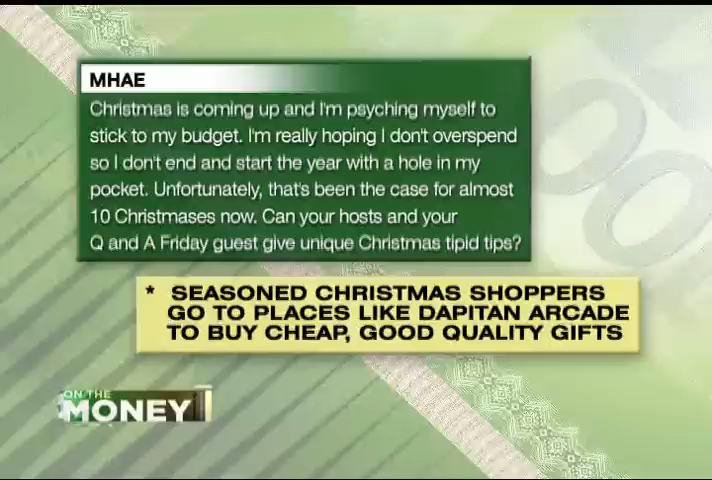 MHAE
Christmas is coming up and I'm psyching myself to
stick to my budget. I'm really hoping I don't overspend
so I don't end and start the year with a hole in my
pocket. Unfortunately, that's been the case for almost
10 Christmases now. Can your hosts and your
Q and A Friday guest give unique Christmas tipid tips?
* SEASONED CHRISTMAS SHOPPERS
GO TO PLACES LIKE DAPITAN ARCADE
TO BUY CHEAP, GOOD QUALITY GIFTS
ON THE
MONEY